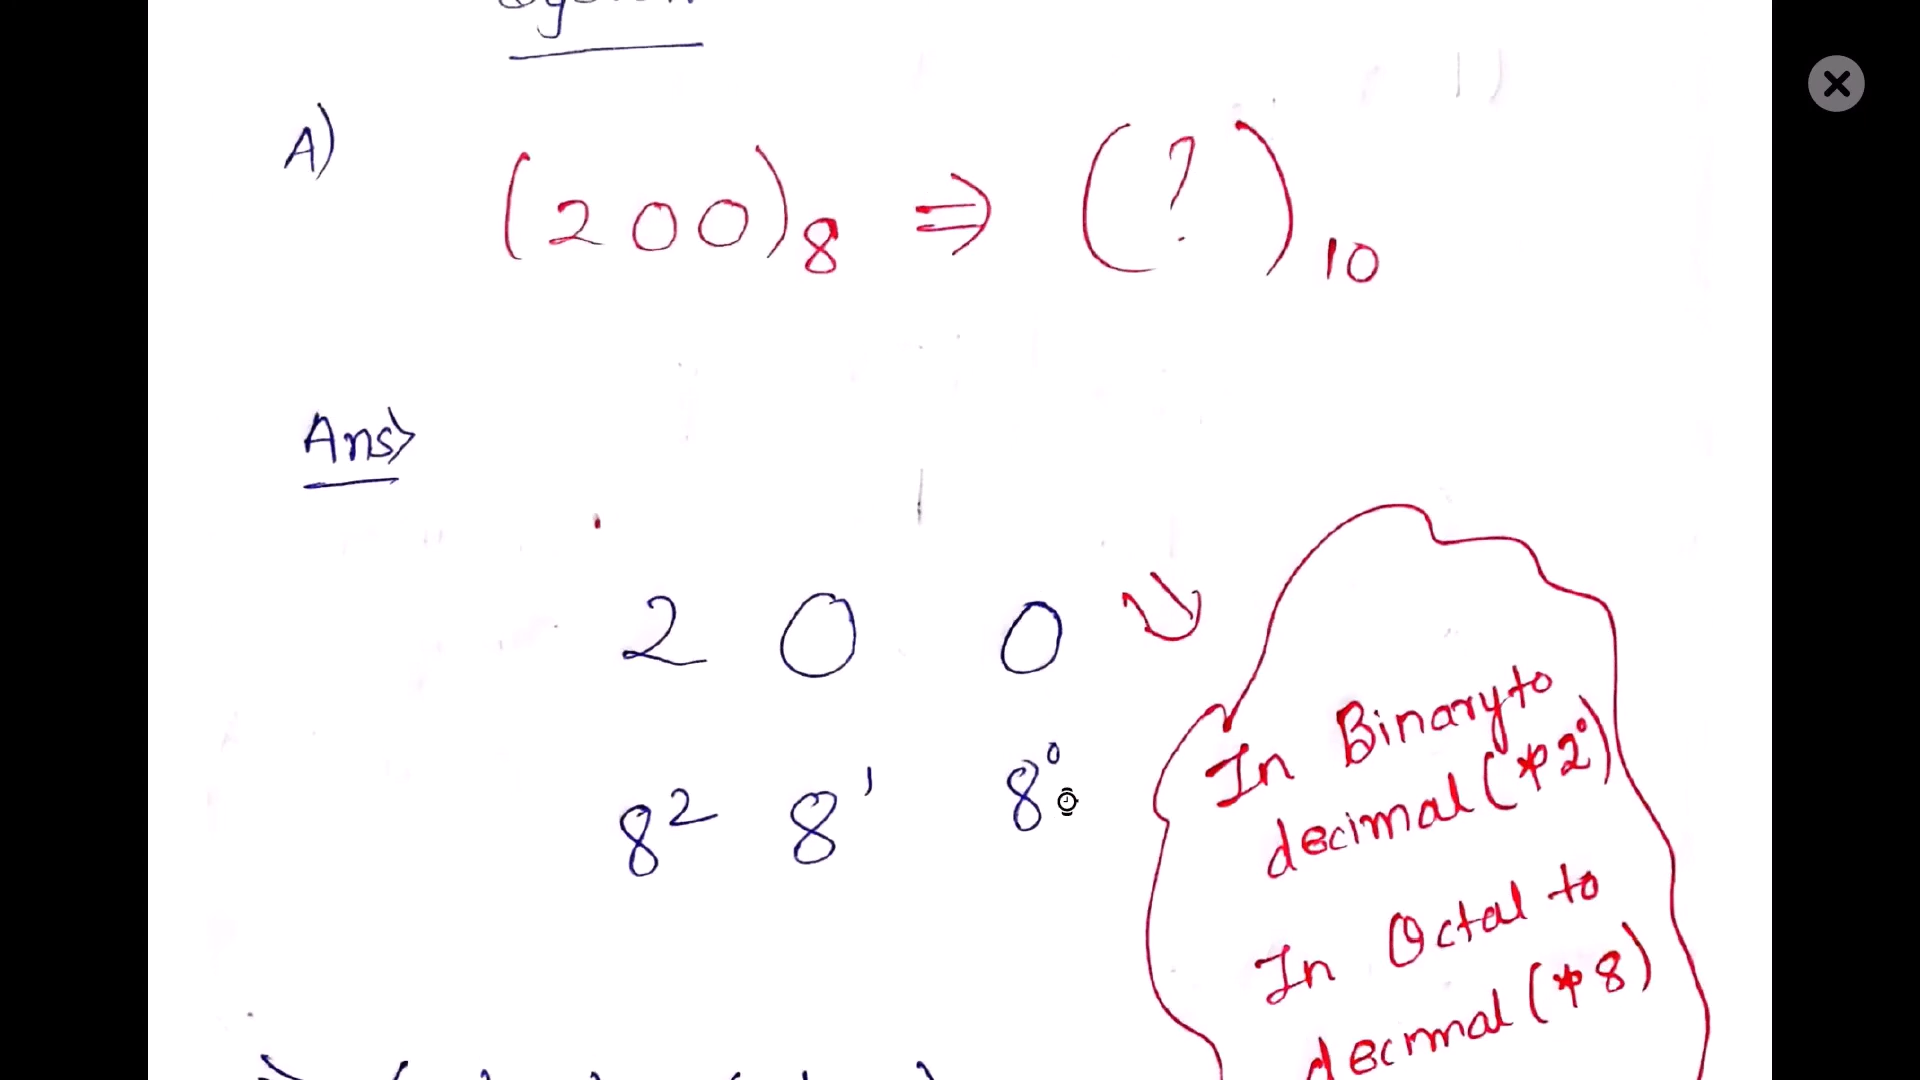 A)
(200)8 ⇒ (?)10
Ans>
2 0 0
8² 8¹ 8⁰
In Binary to
decimal (*2⁰)
In Octal to
decimal (*8)